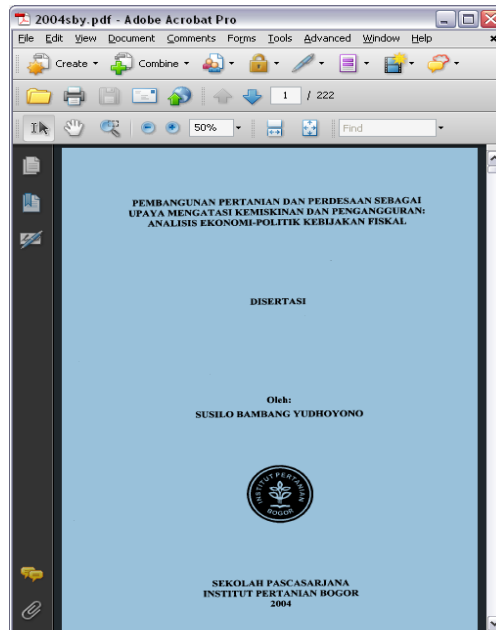 2004sby.pdf - Adobe Acrobat Pro
File Edit View Document Comments Forms Tools Advanced Window Help
Create Combine
1 / 222
50% Find
PEMBANGUNAN PERTANIAN DAN PERDESAAN SEBAGAI
UPAYA MENGATASI KEMISKINAN DAN PENGANGGURAN:
ANALISIS EKONOMI-POLITIK KEBIJAKAN FISKAL
DISERTASI
Oleh:
SUSILO BAMBANG YUDHOYONO
INSTITUT PERTANIAN
BOGOR
SEKOLAH PASCASARJANA
INSTITUT PERTANIAN BOGOR
2004